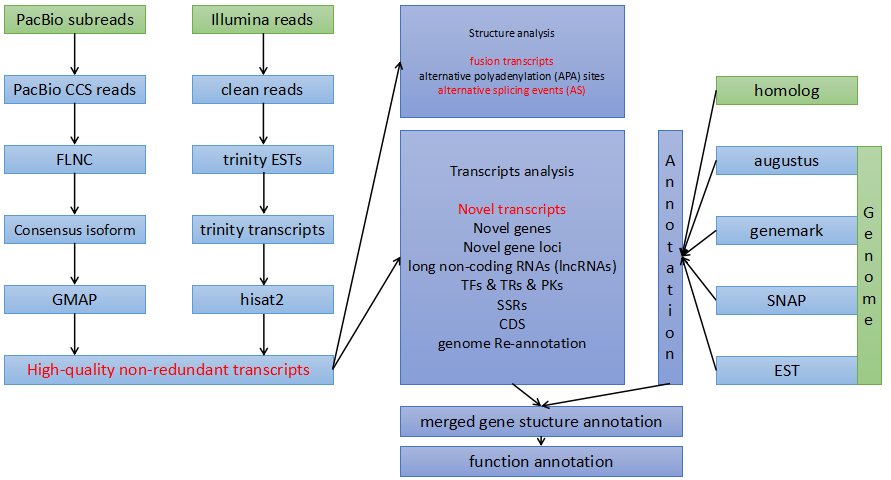 PacBio subreads
PacBio CCS reads
FLNC
Consensus isoform
GMAP
Illumina reads
clean reads
trinity ESTs
trinity transcripts
hisat2
High-quality non-redundant transcripts
Structure analysis
fusion transcripts
alternative polyadenylation (APA) sites
alternative splicing events (AS)
Transcripts analysis
Novel transcripts
Novel genes
Novel gene loci
long non-coding RNAs (lncRNAs)
TFs & TRs & PKs
SSRs
CDS
genome Re-annotation
Annotation
homolog
augustus
genemark
SNAP
EST
Genome
merged gene stucture annotation
function annotation